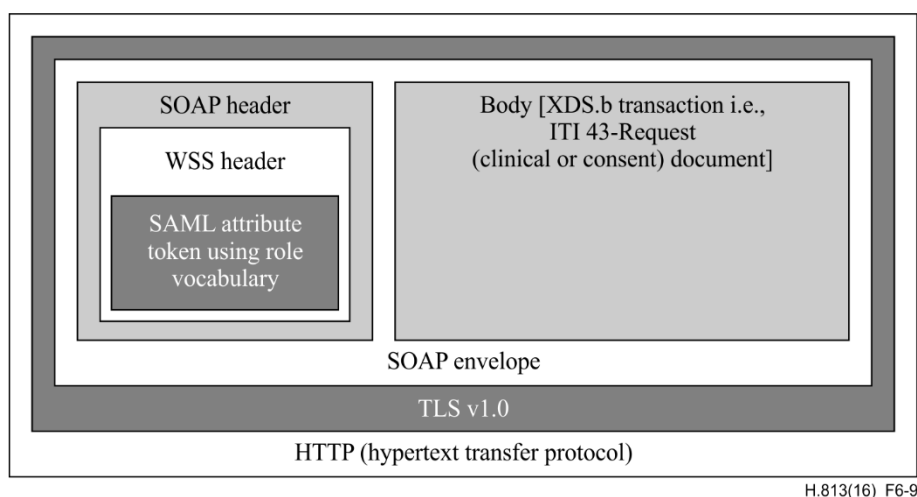 SOAP header
WSS header
SAML attribute
token using role
vocabulary
Body [XDS.b transaction i.e.,
ITI 43-Request
(clinical or consent) document]
SOAP envelope
TLS v1.0
HTTP (hypertext transfer protocol)
H.813(16)_F6-9